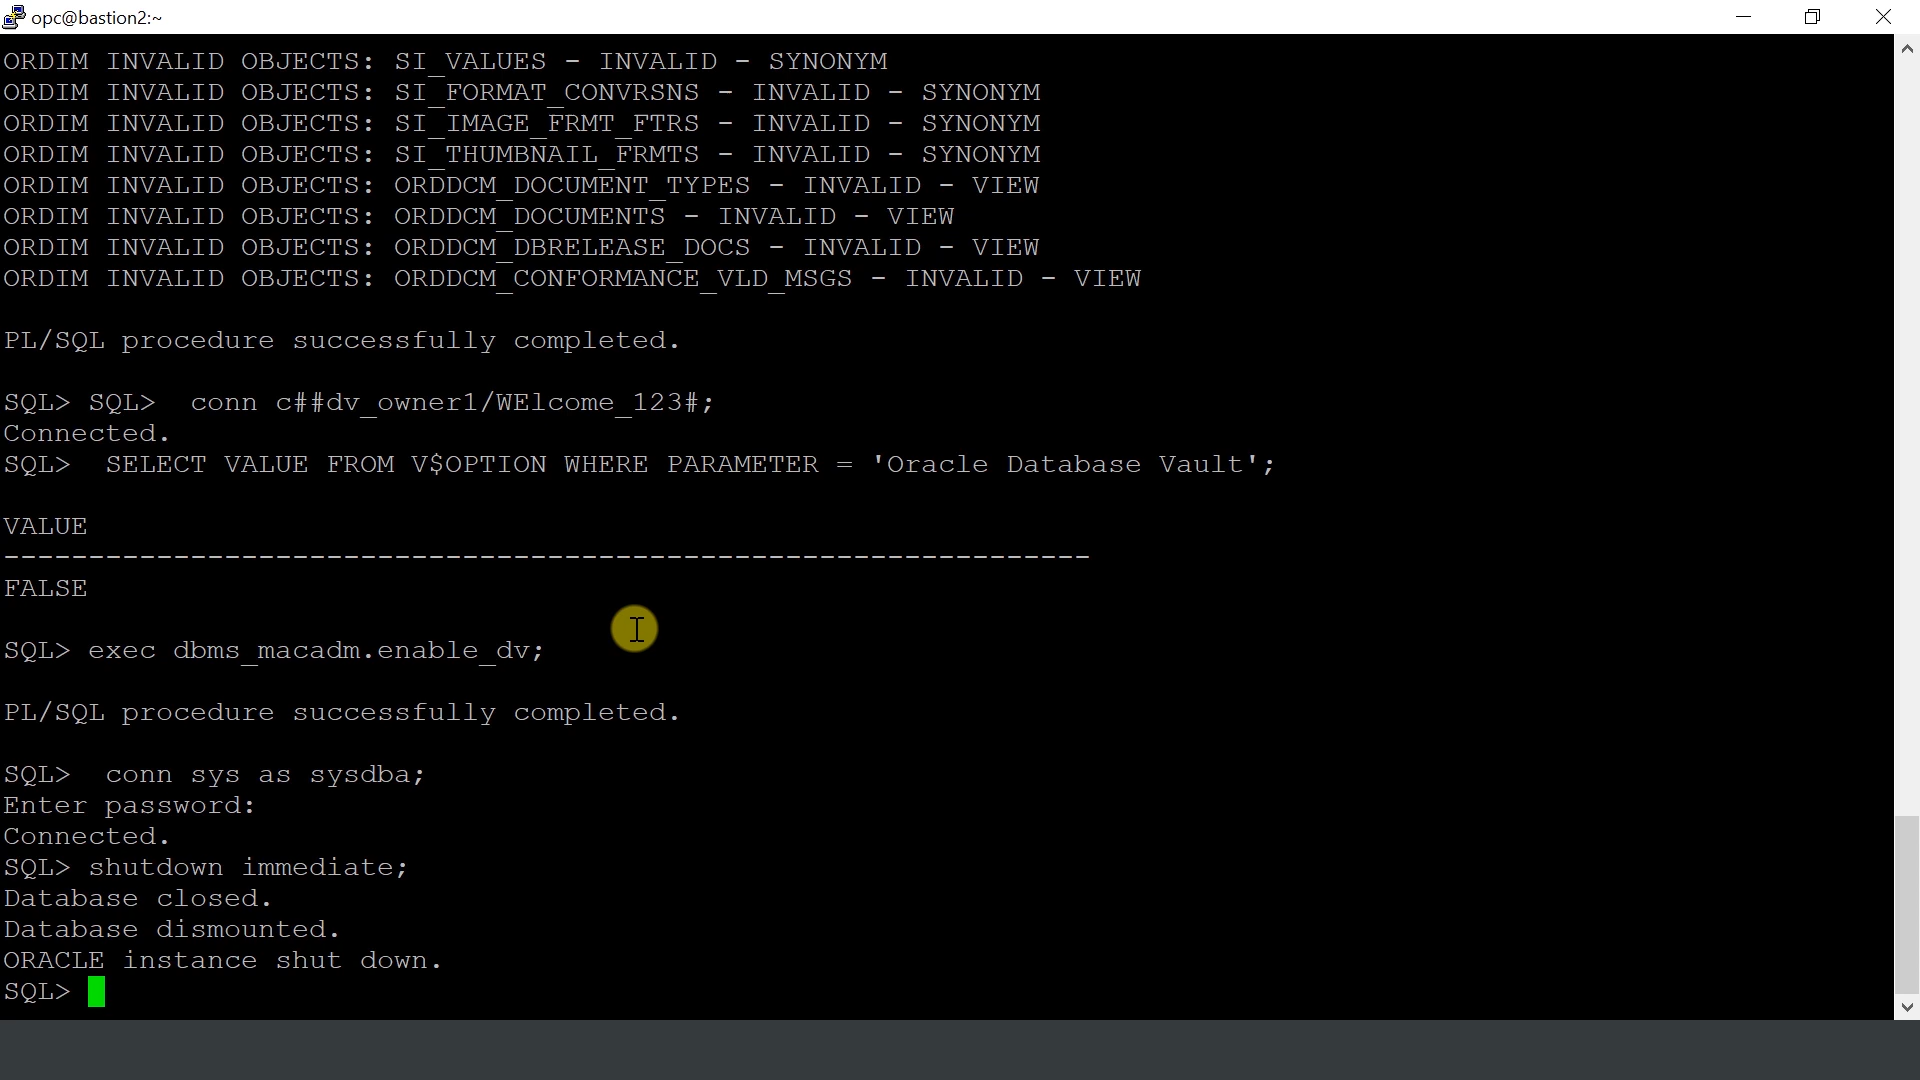 opc@bastion2:~
ORDIM INVALID OBJECTS: SI_VALUES - INVALID - SYNONYM
ORDIM INVALID OBJECTS: SI_FORMAT_CONVRSNS - INVALID - SYNONYM
ORDIM INVALID OBJECTS: SI_IMAGE_FRMT_FTRS - INVALID - SYNONYM
ORDIM INVALID OBJECTS: SI_THUMBNAIL_FRMTS - INVALID - SYNONYM
ORDIM INVALID OBJECTS: ORDDCM_DOCUMENT_TYPES - INVALID - VIEW
ORDIM INVALID OBJECTS: ORDDCM_DOCUMENTS - INVALID - VIEW
ORDIM INVALID OBJECTS: ORDDCM_DBRELEASE_DOCS - INVALID - VIEW
ORDIM INVALID OBJECTS: ORDDCM_CONFORMANCE_VLD_MSGS - INVALID - VIEW
PL/SQL procedure successfully completed.
SQL> SQL>  conn c##dv_owner1/WElcome_123#;
Connected.
SQL>  SELECT VALUE FROM V$OPTION WHERE PARAMETER = 'Oracle Database Vault';
VALUE
----------------------------------------------------------------
FALSE
SQL> exec dbms_macadm.enable_dv;
PL/SQL procedure successfully completed.
SQL>  conn sys as sysdba;
Enter password:
Connected.
SQL> shutdown immediate;
Database closed.
Database dismounted.
ORACLE instance shut down.
SQL>